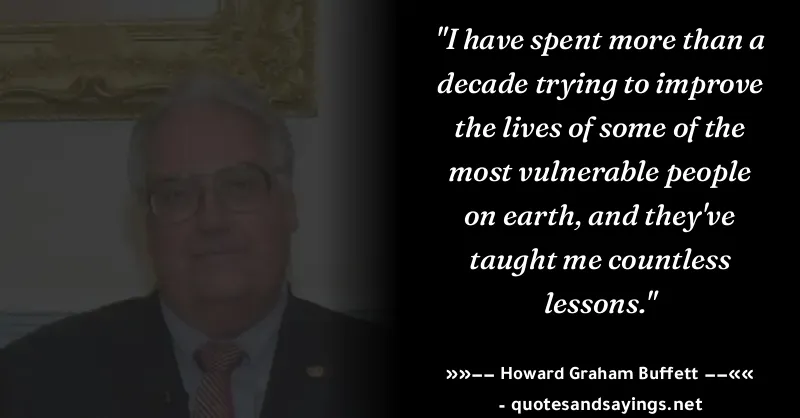 "I have spent more than a
decade trying to improve
the lives of some of the
most vulnerable people
on earth, and they've
taught me countless
lessons."
»»−− Howard Graham Buffett −−««
- quotesandsayings.net